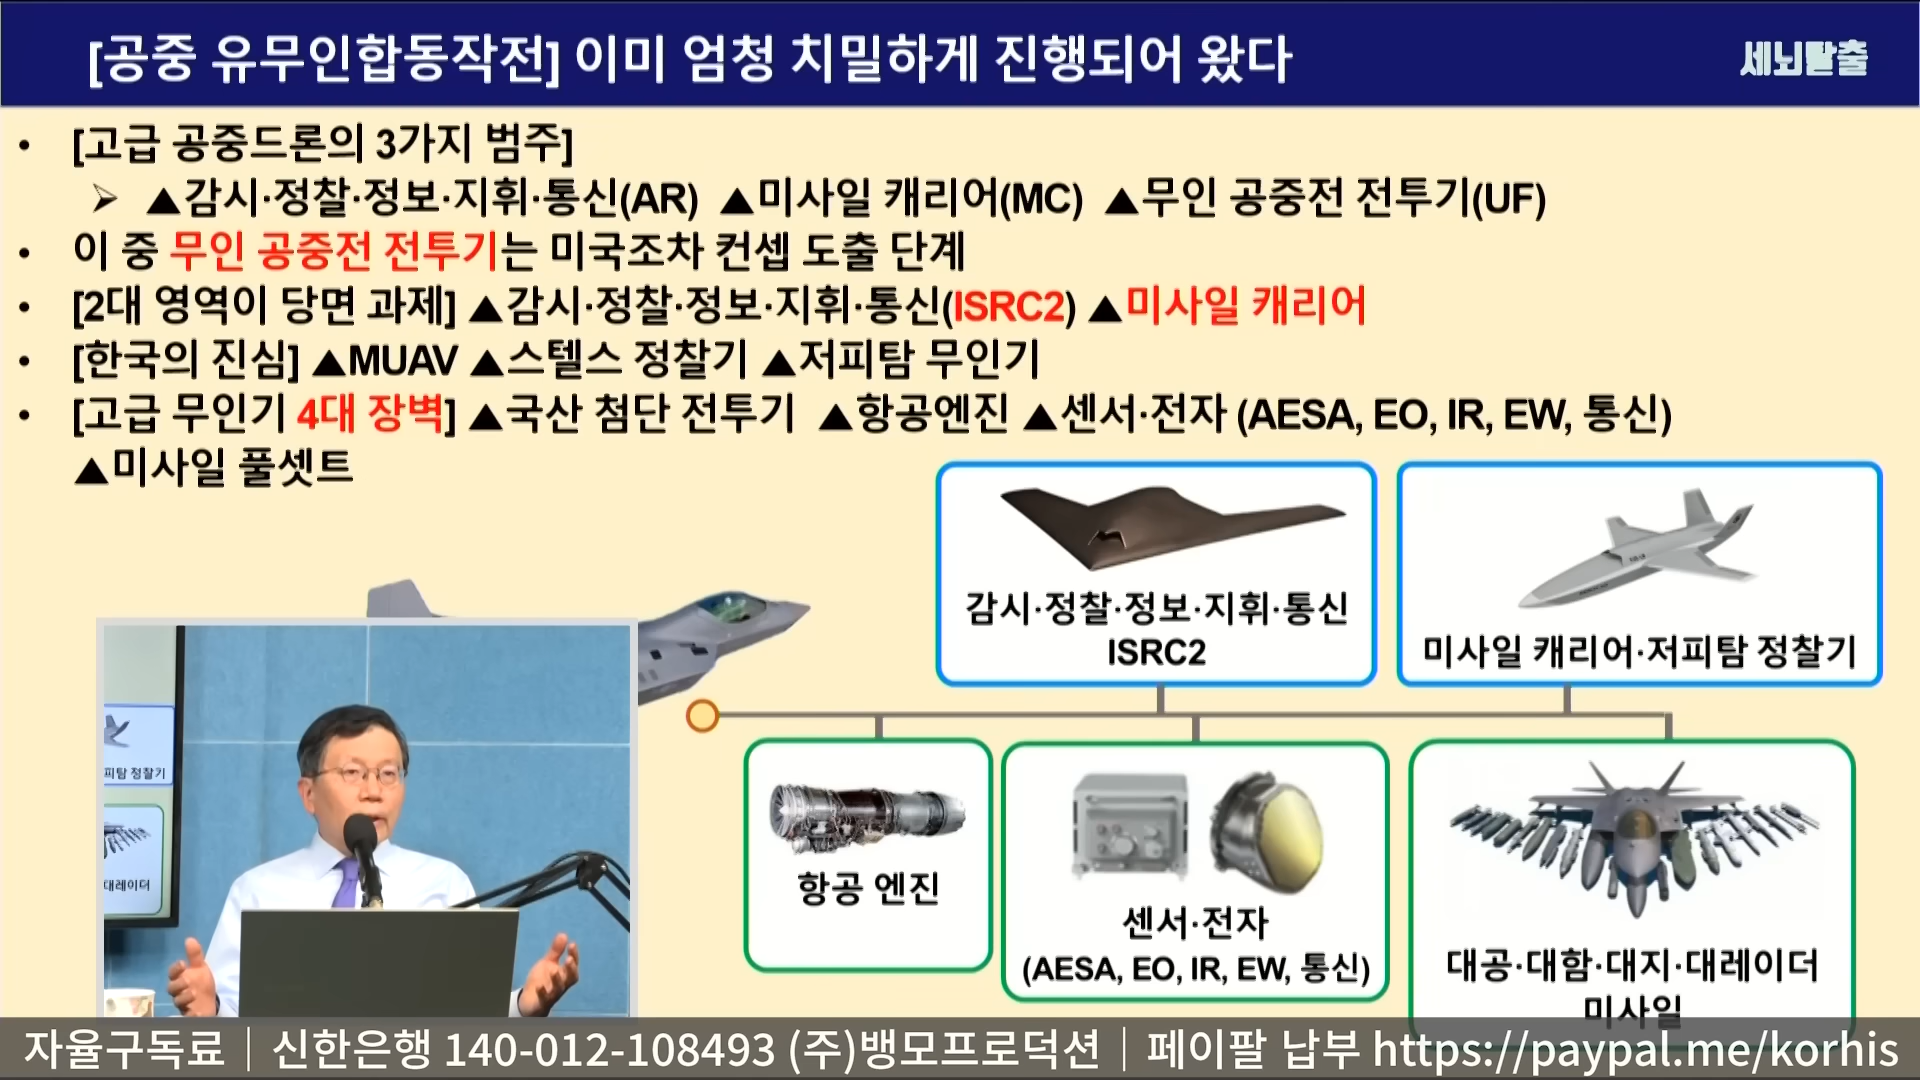 [공중 유무인합동작전] 이미 엄청 치밀하게 진행되어 왔다
세뇌탈출
• [고급 공중드론의 3가지 범주]
➢ ▲감시·정찰·정보·지휘·통신(AR) ▲미사일 캐리어(MC) ▲무인 공중전 전투기(UF)
• 이 중 무인 공중전 전투기는 미국조차 컨셉 도출 단계
• [2대 영역이 당면 과제] ▲감시·정찰·정보·지휘·통신(ISRC2) ▲미사일 캐리어
• [한국의 진심] ▲MUAV ▲스텔스 정찰기 ▲저피탐 무인기
• [고급 무인기 4대 장벽] ▲국산 첨단 전투기 ▲항공엔진 ▲센서·전자 (AESA, EO, IR, EW, 통신)
▲미사일 풀셋트
감시·정찰·정보·지휘·통신
ISRC2
미사일 캐리어·저피탐 정찰기
항공 엔진
센서·전자
(AESA, EO, IR, EW, 통신)
대공·대함·대지·대레이더
미사일
피탐 정찰기
대레이더
자율구독료｜신한은행 140-012-108493 (주)뱅모프로덕션｜페이팔 납부 https://paypal.me/korhis